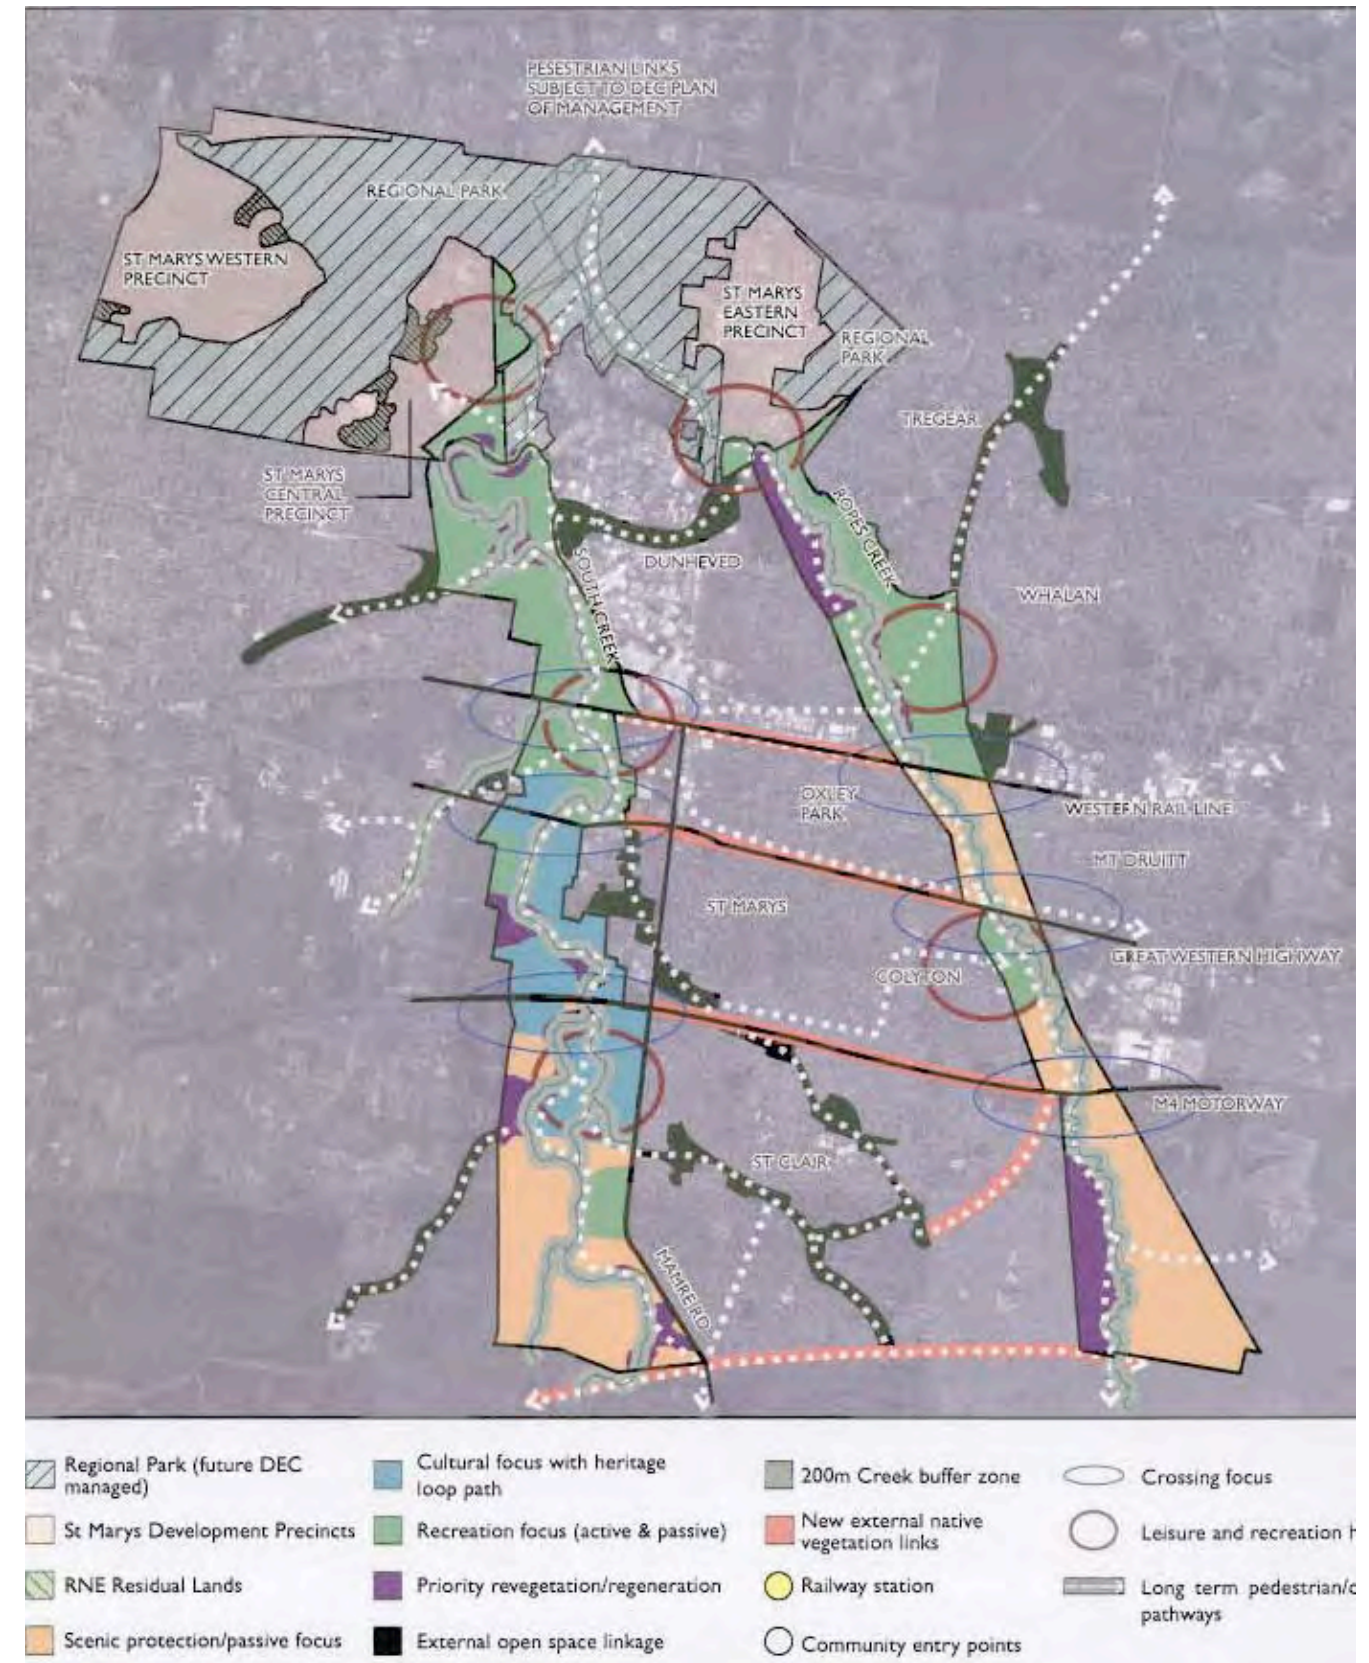 PESESTRIAN LINKS
SUBJECT TO DEC PLAN
OF MANAGEMENT
REGIONAL PARK
ST MARYS WESTERN
PRECINCT
ST MARYS
EASTERN
PRECINCT
REGIONAL
PARK
TREGEAR
ST MARYS
CENTRAL
PRECINCT
ROPES CREEK
DUNHEVED
SOUTH CREEK
WHALAN
OXLEY
PARK
WESTERN RAIL LINE
MT DRUITT
ST MARYS
GREAT WESTERN HIGHWAY
COLYTON
M4 MOTORWAY
ST CLAIR
MAMRE RD
Regional Park (future DEC
managed)
St Marys Development Precincts
RNE Residual Lands
Scenic protection/passive focus
Cultural focus with heritage
loop path
Recreation focus (active & passive)
Priority revegetation/regeneration
External open space linkage
200m Creek buffer zone
New external native
vegetation links
Railway station
Community entry points
Crossing focus
Leisure and recreation h
Long term pedestrian/c
pathways